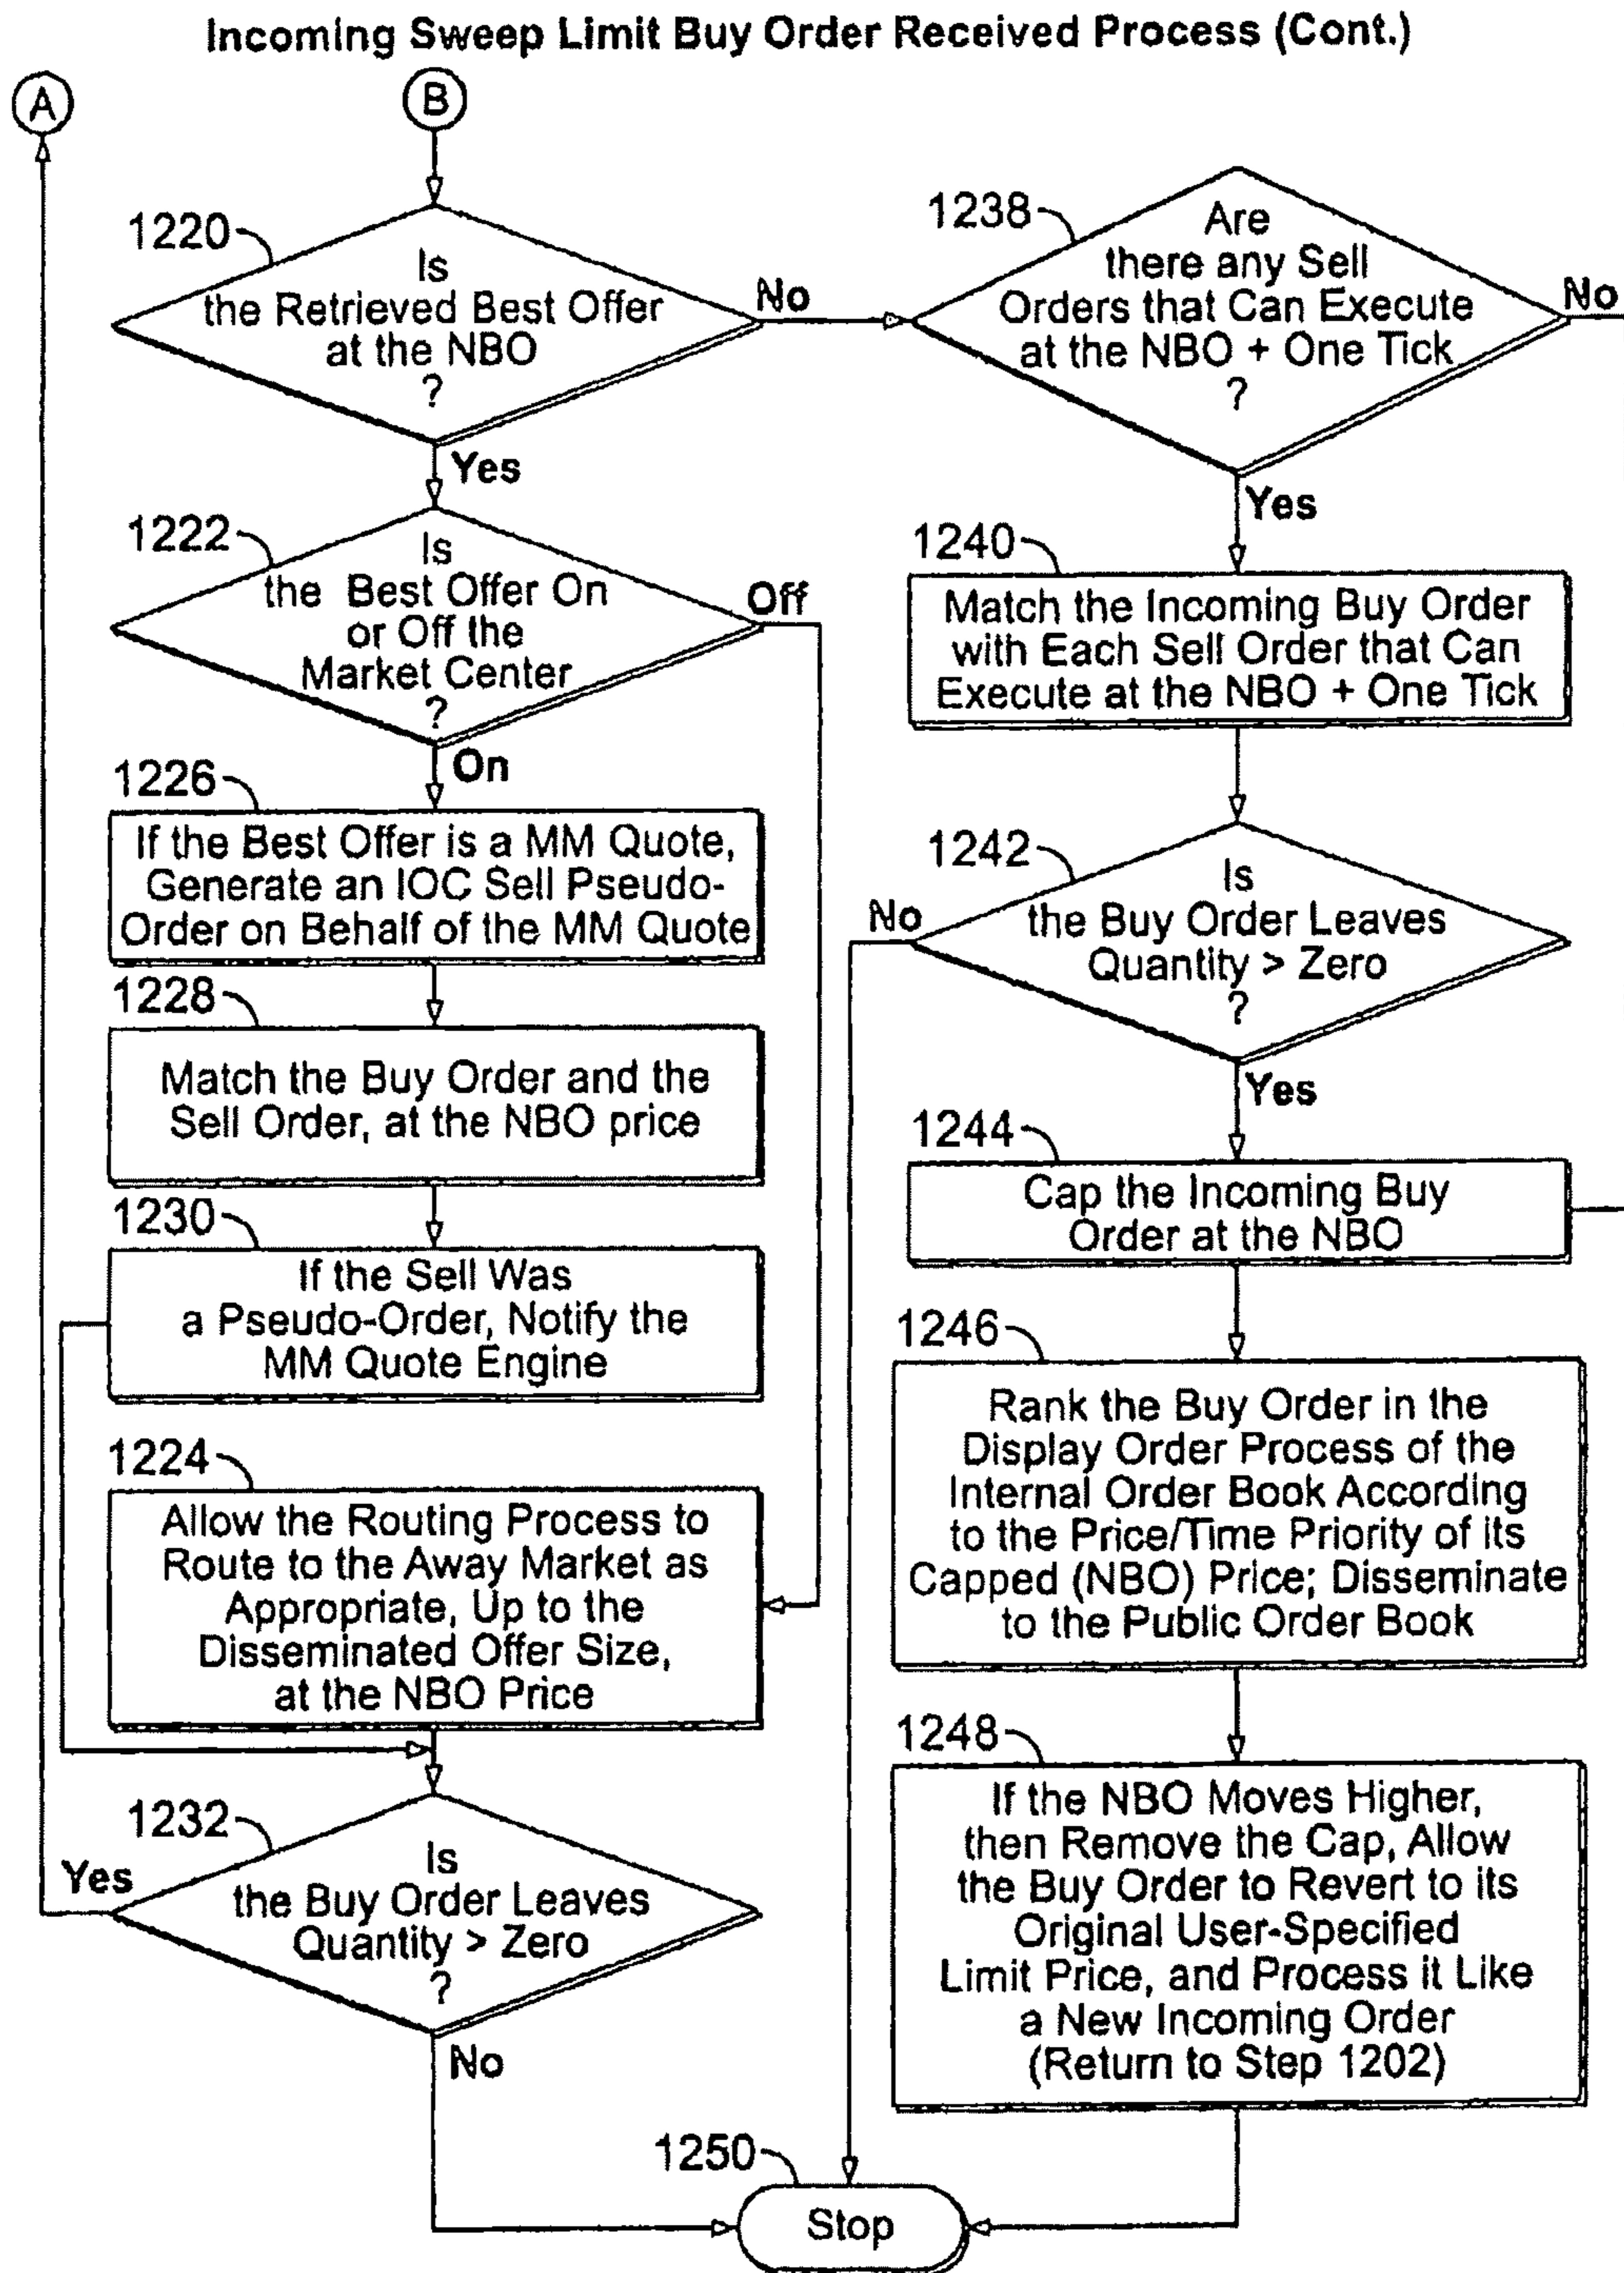 Incoming Sweep Limit Buy Order Received Process (Cont.)
A
B
1220
Is
the Retrieved Best Offer
at the NBO
?
No
Yes
1222
Is
the Best Offer On
or Off the
Market Center
?
Off
On
1226
If the Best Offer is a MM Quote,
Generate an IOC Sell Pseudo-
Order on Behalf of the MM Quote
1228
Match the Buy Order and the
Sell Order, at the NBO price
1230
If the Sell Was
a Pseudo-Order, Notify the
MM Quote Engine
1224
Allow the Routing Process to
Route to the Away Market as
Appropriate, Up to the
Disseminated Offer Size,
at the NBO Price
1232
Is
the Buy Order Leaves
Quantity > Zero
?
Yes
No
1238
Are
there any Sell
Orders that Can Execute
at the NBO + One Tick
?
No
Yes
1240
Match the Incoming Buy Order
with Each Sell Order that Can
Execute at the NBO + One Tick
1242
Is
the Buy Order Leaves
Quantity > Zero
?
No
Yes
1244
Cap the Incoming Buy
Order at the NBO
1246
Rank the Buy Order in the
Display Order Process of the
Internal Order Book According
to the Price/Time Priority of its
Capped (NBO) Price; Disseminate
to the Public Order Book
1248
If the NBO Moves Higher,
then Remove the Cap, Allow
the Buy Order to Revert to its
Original User-Specified
Limit Price, and Process it Like
a New Incoming Order
(Return to Step 1202)
1250
Stop